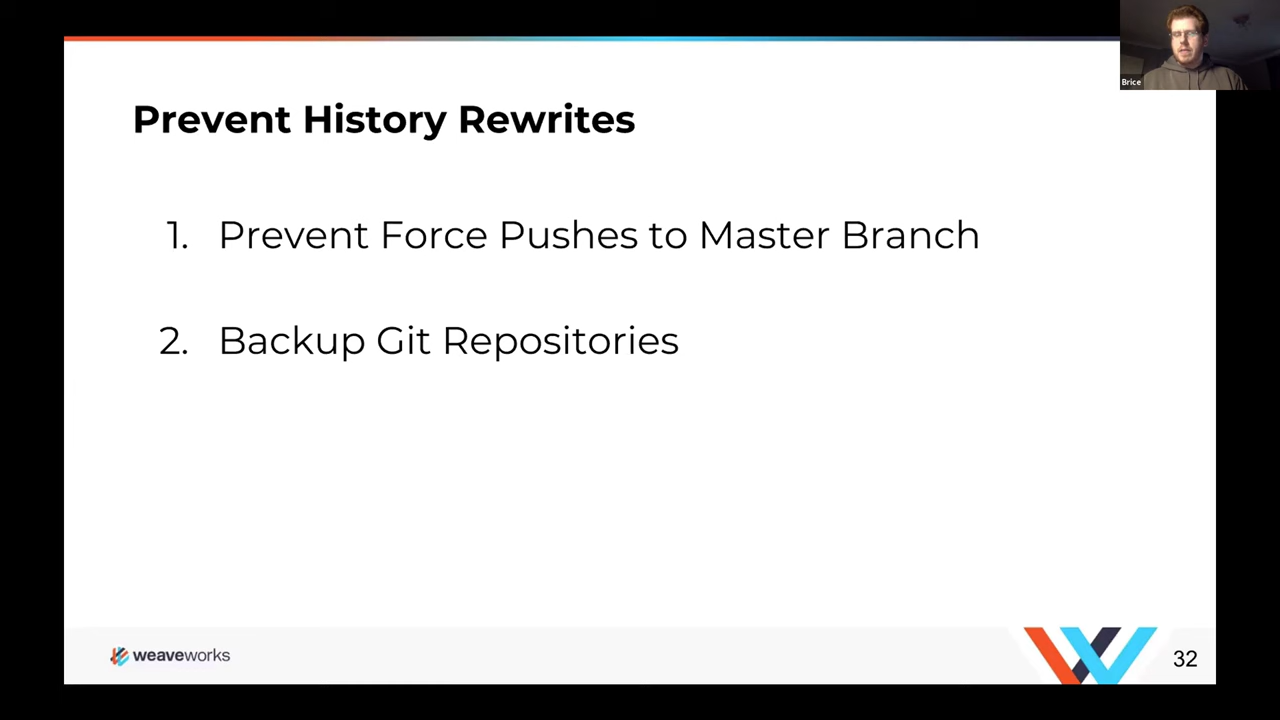 Brice
Prevent History Rewrites
1. Prevent Force Pushes to Master Branch
2. Backup Git Repositories
weaveworks
32